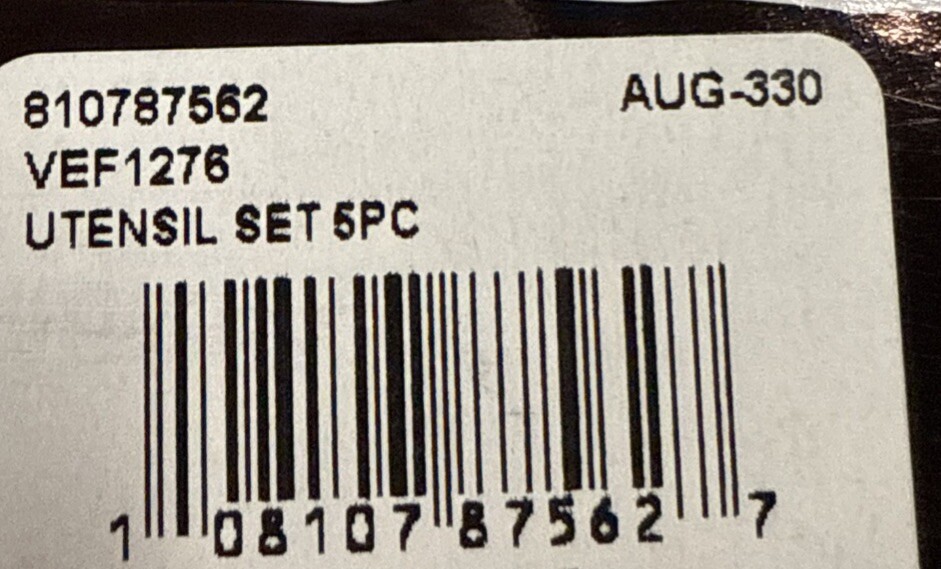 810787562 AUG-330
VEF1276
UTENSIL SET 5PC
1 08107 87562 7